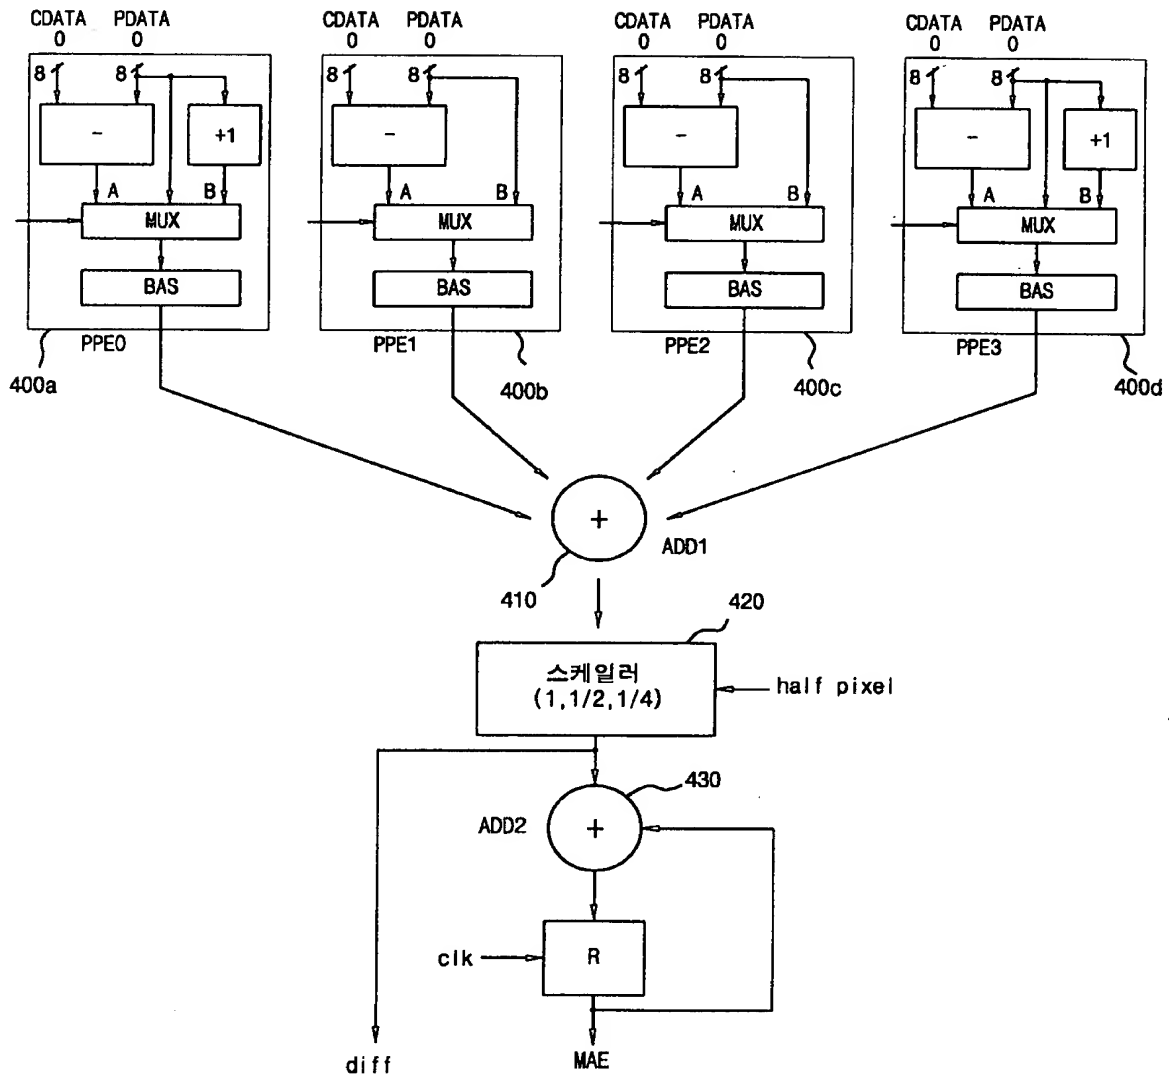 CDATA PDATA CDATA PDATA CDATA PDATA CDATA PDATA
0 0 0 0 0 0 0 0
8 8 8 8 8 8 8 8
- +1 - - - +1
A B A B A B A B
MUX MUX MUX MUX
BAS BAS BAS BAS
PPE0 PPE1 PPE2 PPE3
400a 400b 400c 400d
+
ADD1
410
420
스케일러
(1,1/2,1/4)
half pixel
430
ADD2
+
clk
R
diff
MAE